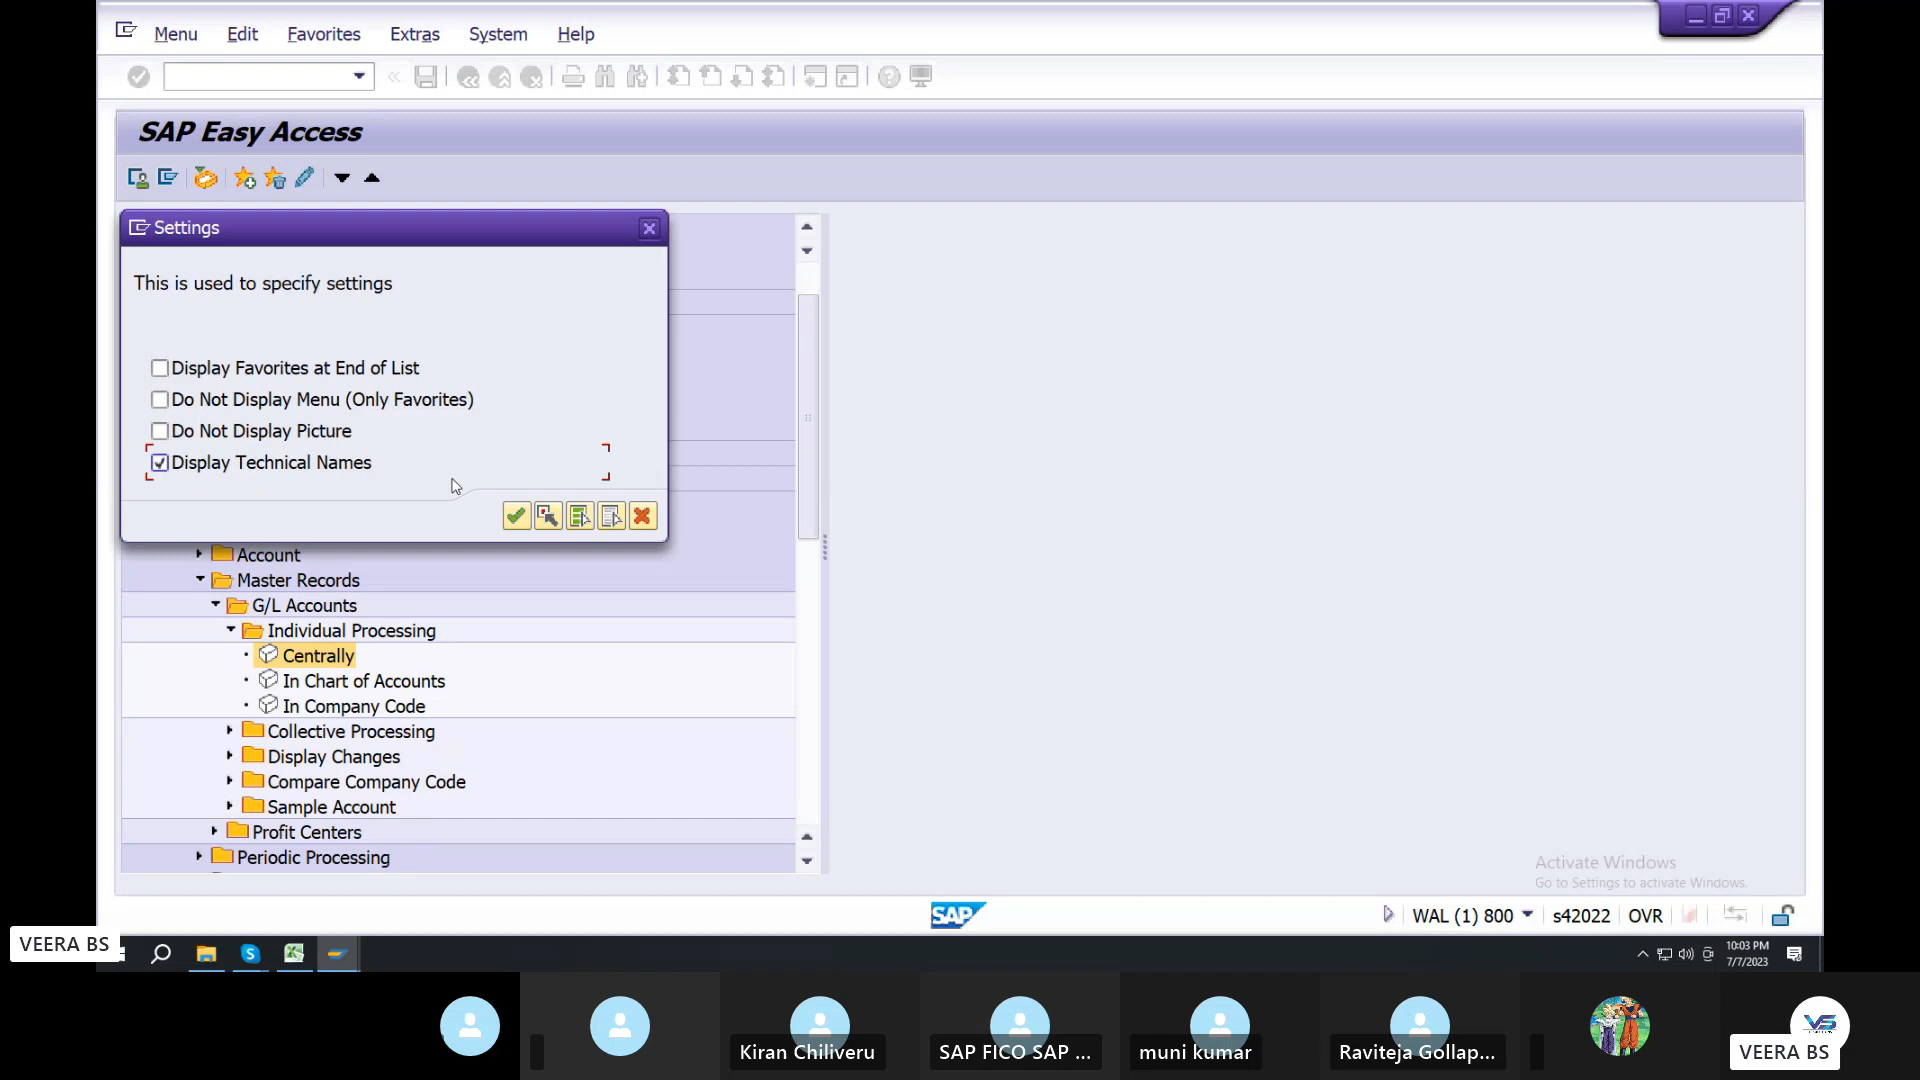 Menu Edit Favorites Extras System Help
SAP Easy Access
Settings
This is used to specify settings
Display Favorites at End of List
Do Not Display Menu (Only Favorites)
Do Not Display Picture
Display Technical Names
Account
Master Records
G/L Accounts
Individual Processing
Centrally
In Chart of Accounts
In Company Code
Collective Processing
Display Changes
Compare Company Code
Sample Account
Profit Centers
Periodic Processing
Activate Windows
Go to Settings to activate Windows.
SAP
WAL (1) 800 s42022 OVR
VEERA BS
10:03 PM
7/7/2023
Kiran Chiliveru
SAP FICO SAP ...
muni kumar
Raviteja Gollap...
VS
VEERA BS